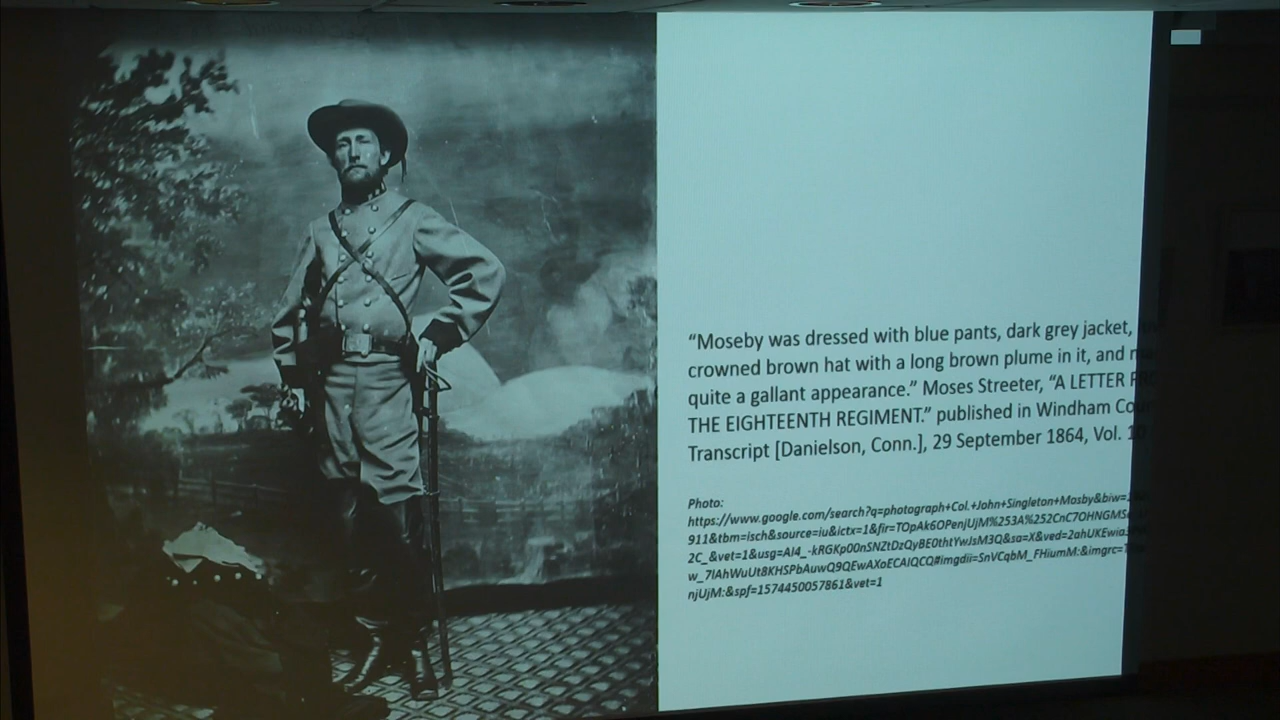 “Moseby was dressed with blue pants, dark grey jacket,
crowned brown hat with a long brown plume in it, and
quite a gallant appearance.” Moses Streeter, “A LETTER
THE EIGHTEENTH REGIMENT.” published in Windham
Transcript [Danielson, Conn.], 29 September 1864, Vol. 10
Photo:
https://www.google.com/search?q=photograph+Col.+John+Singleton+Mosby&biw=
911&tbm=isch&source=iu&ictx=1&fir=TOpAk6OPenjUjM%253A%252CnC7OHNGMS
2C_&vet=1&usg=AI4_-kRGKp00nSNZtDzQyBE0thtYwJsM3Q&sa=X&ved=2ahUKEwia
w_7lAhWuUt8KHSPbAuwQ9QEwAXoECAlQCQ#imgdii=SnVCqbM_FHiumM:&imgrc=
njUjM:&spf=1574450057861&vet=1